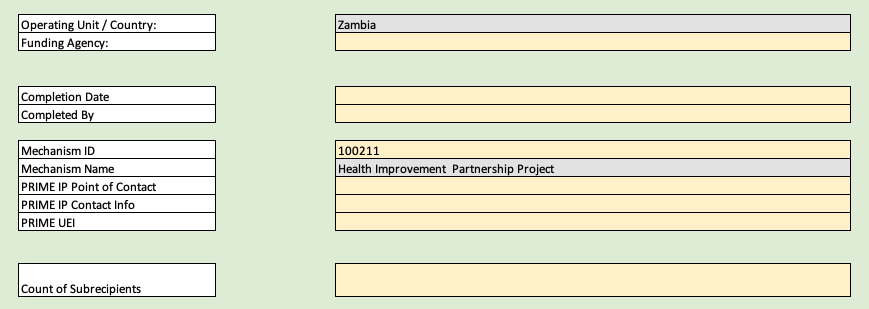 Operating Unit / Country: Zambia
Funding Agency:
Completion Date
Completed By
Mechanism ID 100211
Mechanism Name Health Improvement  Partnership Project
PRIME IP Point of Contact
PRIME IP Contact Info
PRIME UEI
Count of Subrecipients